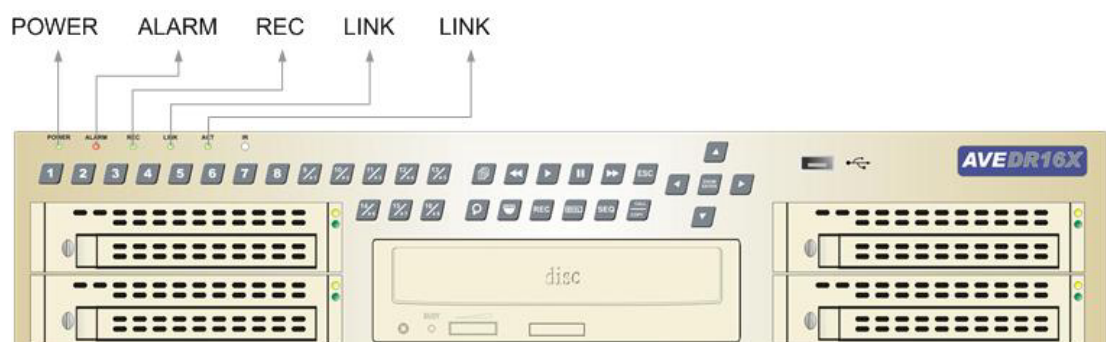 POWER ALARM REC LINK LINK
POWER ALARM REC LINK ACT IR
AVEDR16X
1 2 3 4 5 6 7 8
ESC
REC SEQ
disc